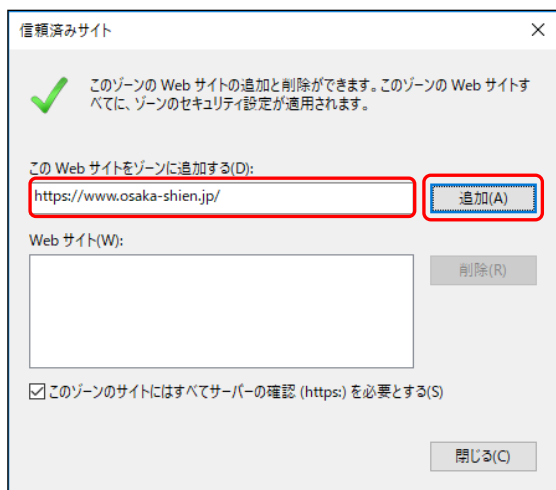 信頼済みサイト
このゾーンの Web サイトの追加と削除ができます。このゾーンの Web サイトす
べてに、ゾーンのセキュリティ設定が適用されます。
この Web サイトをゾーンに追加する(D):
https://www.osaka-shien.jp/
追加(A)
Web サイト(W):
削除(R)
このゾーンのサイトにはすべてサーバーの確認 (https:) を必要とする(S)
閉じる(C)